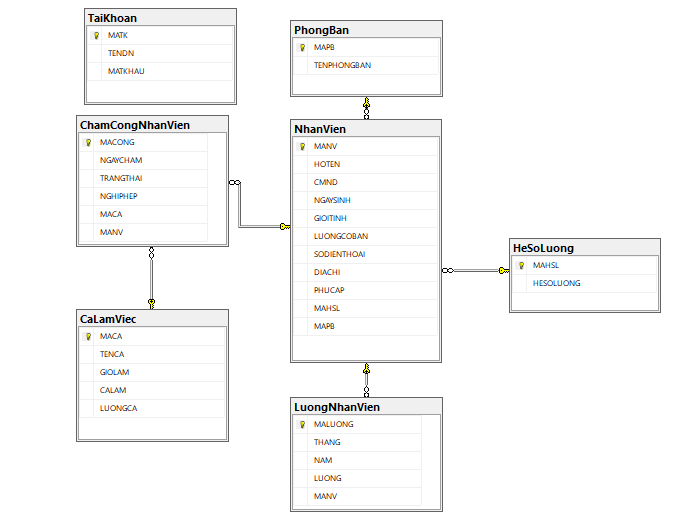 TaiKhoan
MATK
TENDN
MATKHAU
PhongBan
MAPB
TENPHONGBAN
ChamCongNhanVien
MACONG
NGAYCHAM
TRANGTHAI
NGHIPHEP
MACA
MANV
NhanVien
MANV
HOTEN
CMND
NGAYSINH
GIOITINH
LUONGCOBAN
SODIENTHOAI
DIACHI
PHUCAP
MAHSL
MAPB
HeSoLuong
MAHSL
HESOLUONG
CaLamViec
MACA
TENCA
GIOLAM
CALAM
LUONGCA
LuongNhanVien
MALUONG
THANG
NAM
LUONG
MANV